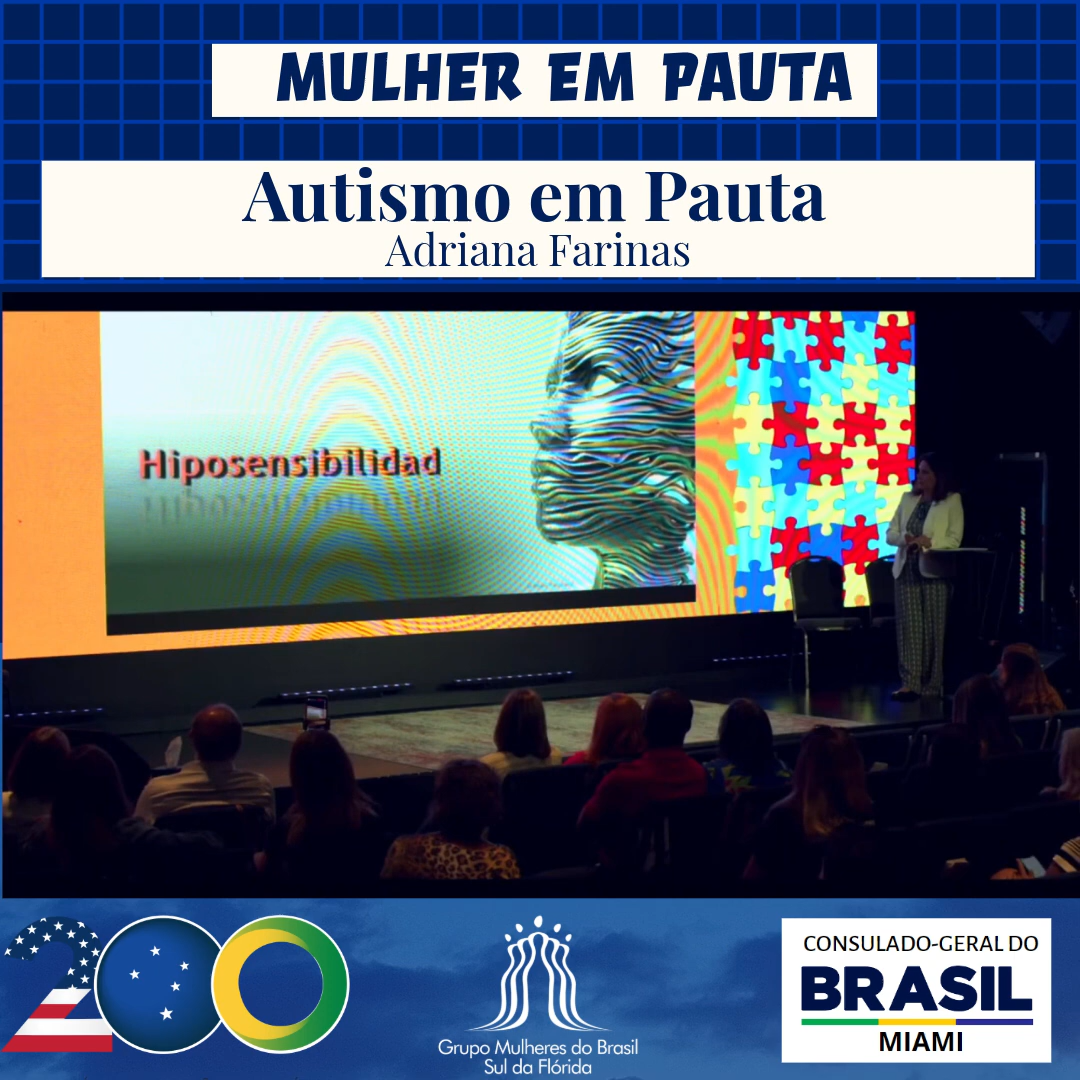 MULHER EM PAUTA
Autismo em Pauta
Adriana Farinas
Hiposensibilidad
200
Grupo Mulheres do Brasil
Sul da Flórida
CONSULADO-GERAL DO
BRASIL
MIAMI